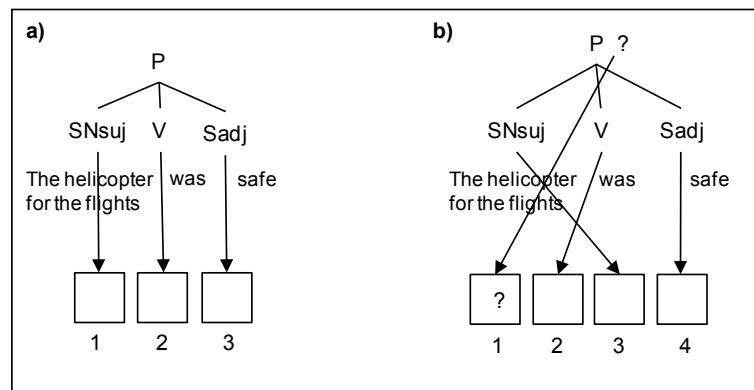 a)
P
SNsuj V Sadj
The helicopter was safe
for the flights
1 2 3
b)
P ?
SNsuj V Sadj
The helicopter was safe
for the flights
?
1 2 3 4